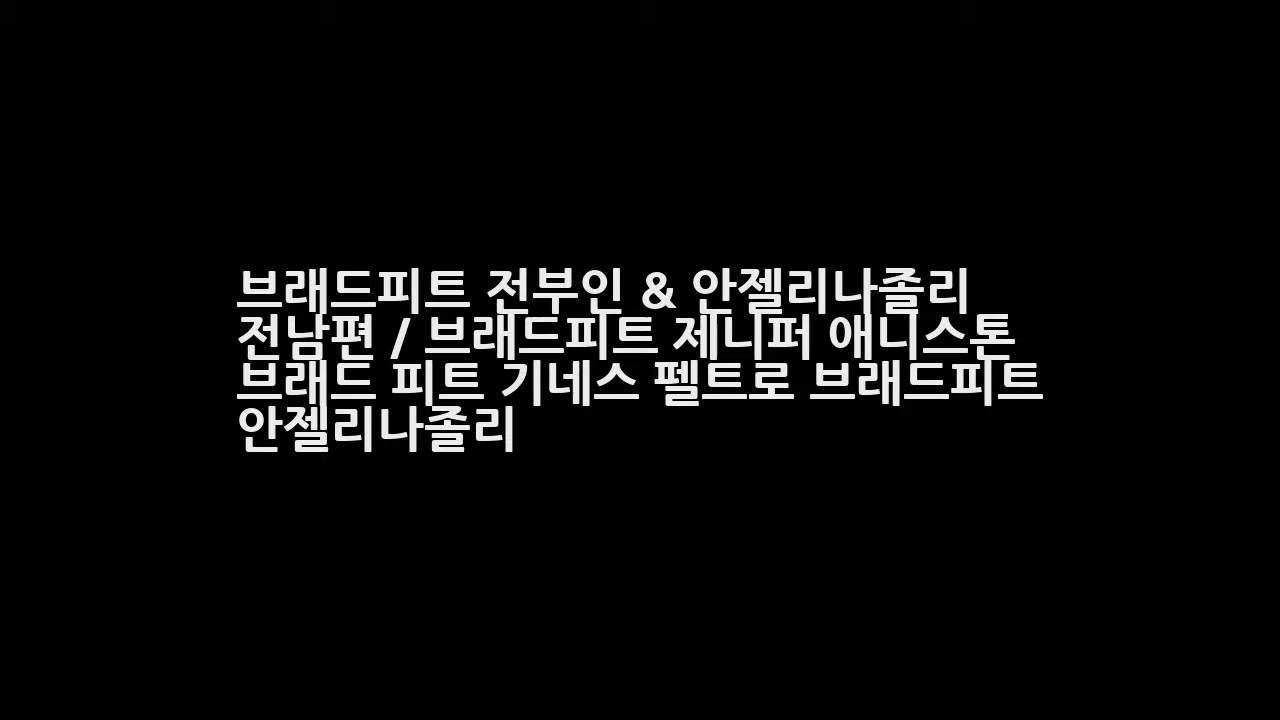 브래드피트 전부인 & 안젤리나졸리
전남편 / 브래드피트 제니퍼 애니스톤
브래드 피트 기네스 펠트로 브래드피트
안젤리나졸리